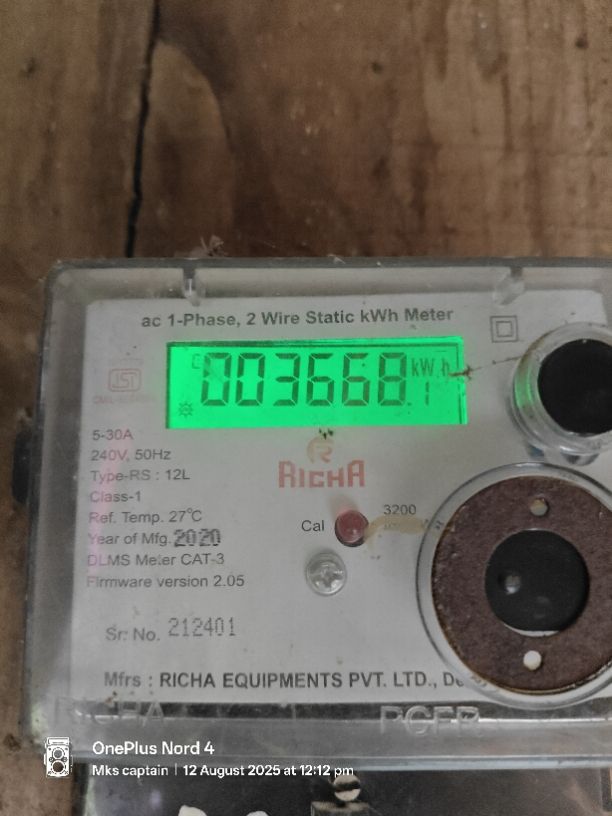 ac 1-Phase, 2 Wire Static kWh Meter
003668.1 kW.h
5-30A
240V, 50Hz
Type-RS : 12L
Class-1
Ref. Temp. 27°C
Year of Mfg. 2020
DLMS Meter CAT-3
Firmware version 2.05
RICHA
Cal
3200
Sr. No. 212401
Mfrs : RICHA EQUIPMENTS PVT. LTD.,
OnePlus Nord 4
Mks captain | 12 August 2025 at 12:12 pm